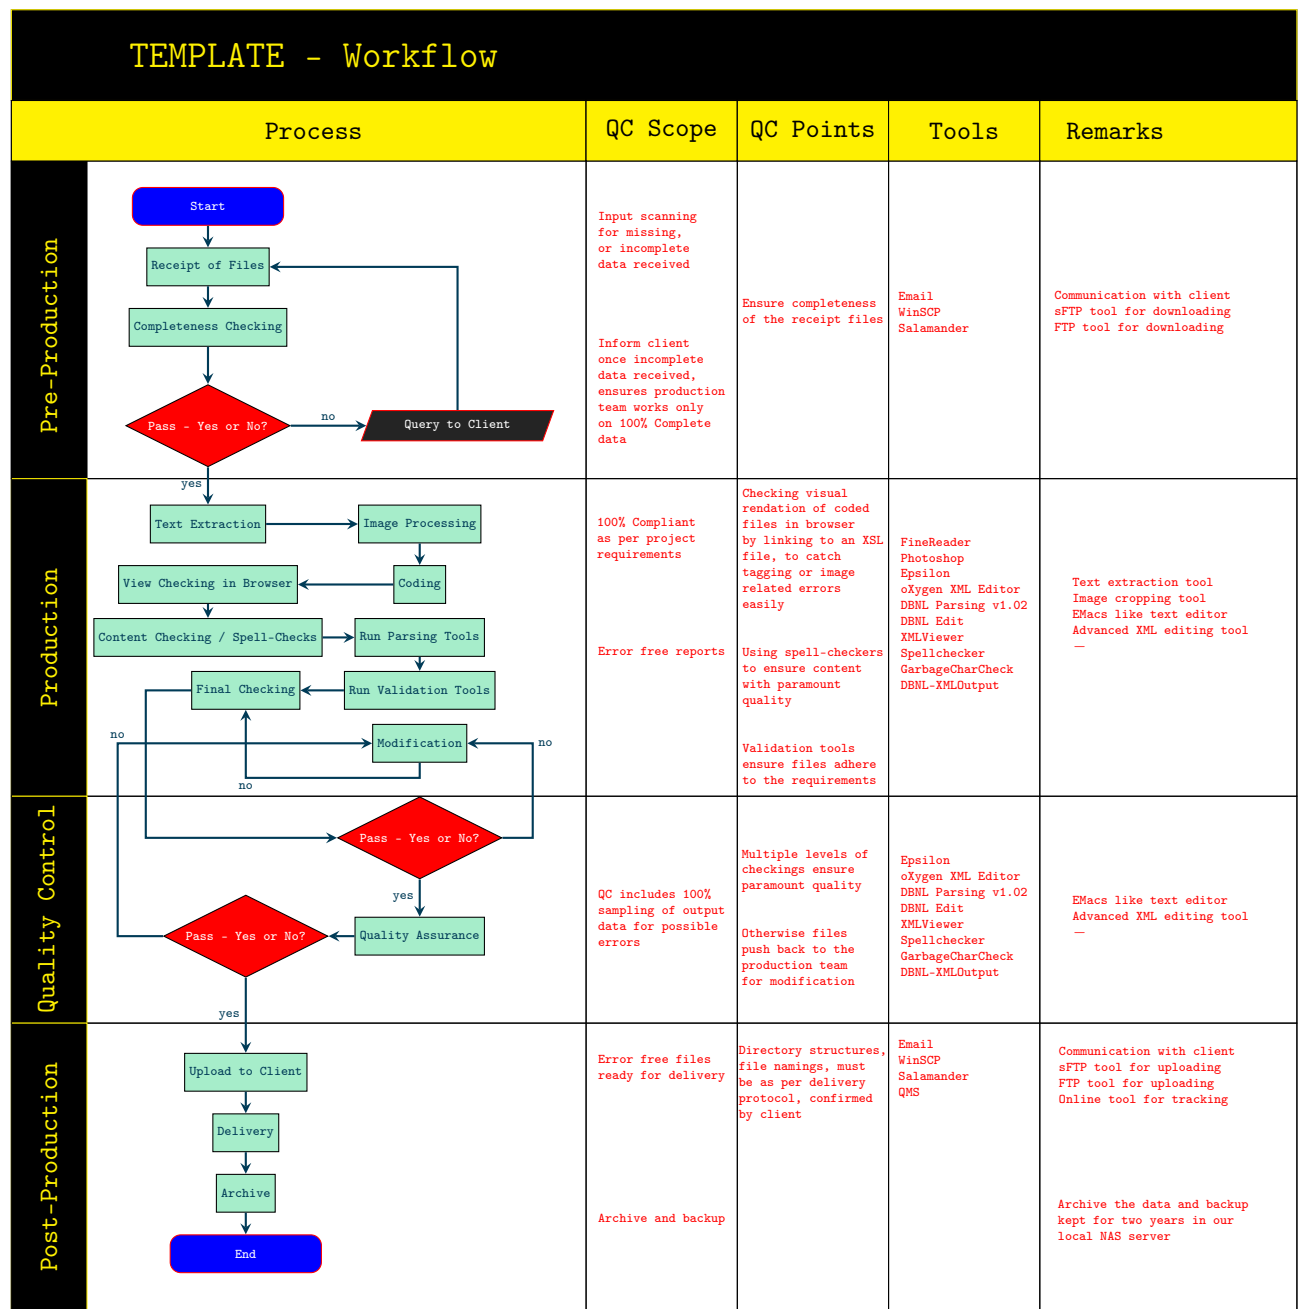 TEMPLATE - Workflow
Process
QC Scope
QC Points
Tools
Remarks
Pre-Production
Start
Receipt of Files
Completeness Checking
Pass - Yes or No?
no
Query to Client
yes
Input scanning
for missing,
or incomplete
data received
Inform client
once incomplete
data received,
ensures production
team works only
on 100% Complete
data
Ensure completeness
of the receipt files
Email
WinSCP
Salamander
Communication with client
sFTP tool for downloading
FTP tool for downloading
Production
Text Extraction
Image Processing
View Checking in Browser
Coding
Content Checking / Spell-Checks
Run Parsing Tools
Final Checking
Run Validation Tools
no
Modification
no
no
100% Compliant
as per project
requirements
Error free reports
Checking visual
rendation of coded
files in browser
by linking to an XSL
file, to catch
tagging or image
related errors
easily
Using spell-checkers
to ensure content
with paramount
quality
Validation tools
ensure files adhere
to the requirements
FineReader
Photoshop
Epsilon
oXygen XML Editor
DBNL Parsing v1.02
DBNL Edit
XMLViewer
Spellchecker
GarbageCharCheck
DBNL-XMLOutput
Text extraction tool
Image cropping tool
EMacs like text editor
Advanced XML editing tool
—
Quality Control
Pass - Yes or No?
yes
Pass - Yes or No?
Quality Assurance
yes
QC includes 100%
sampling of output
data for possible
errors
Multiple levels of
checkings ensure
paramount quality
Otherwise files
push back to the
production team
for modification
Epsilon
oXygen XML Editor
DBNL Parsing v1.02
DBNL Edit
XMLViewer
Spellchecker
GarbageCharCheck
DBNL-XMLOutput
EMacs like text editor
Advanced XML editing tool
—
Post-Production
Upload to Client
Delivery
Archive
End
Error free files
ready for delivery
Archive and backup
Directory structures,
file namings, must
be as per delivery
protocol, confirmed
by client
Email
WinSCP
Salamander
QMS
Communication with client
sFTP tool for uploading
FTP tool for uploading
Online tool for tracking
Archive the data and backup
kept for two years in our
local NAS server